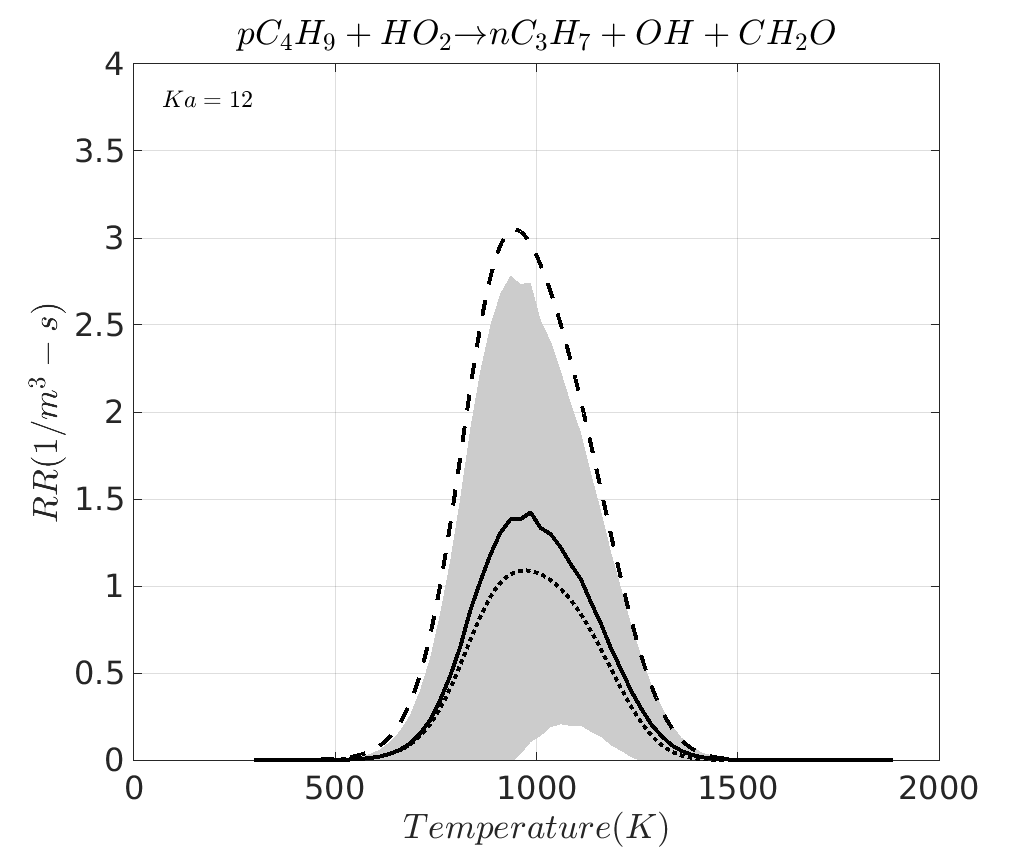 pC₄H₉ + HO₂→nC₃H₇ + OH + CH₂O
Ka = 12
4
3.5
3
2.5
2
1.5
1
0.5
0
RR(1/m³ − s)
0 500 1000 1500 2000
Temperature(K)